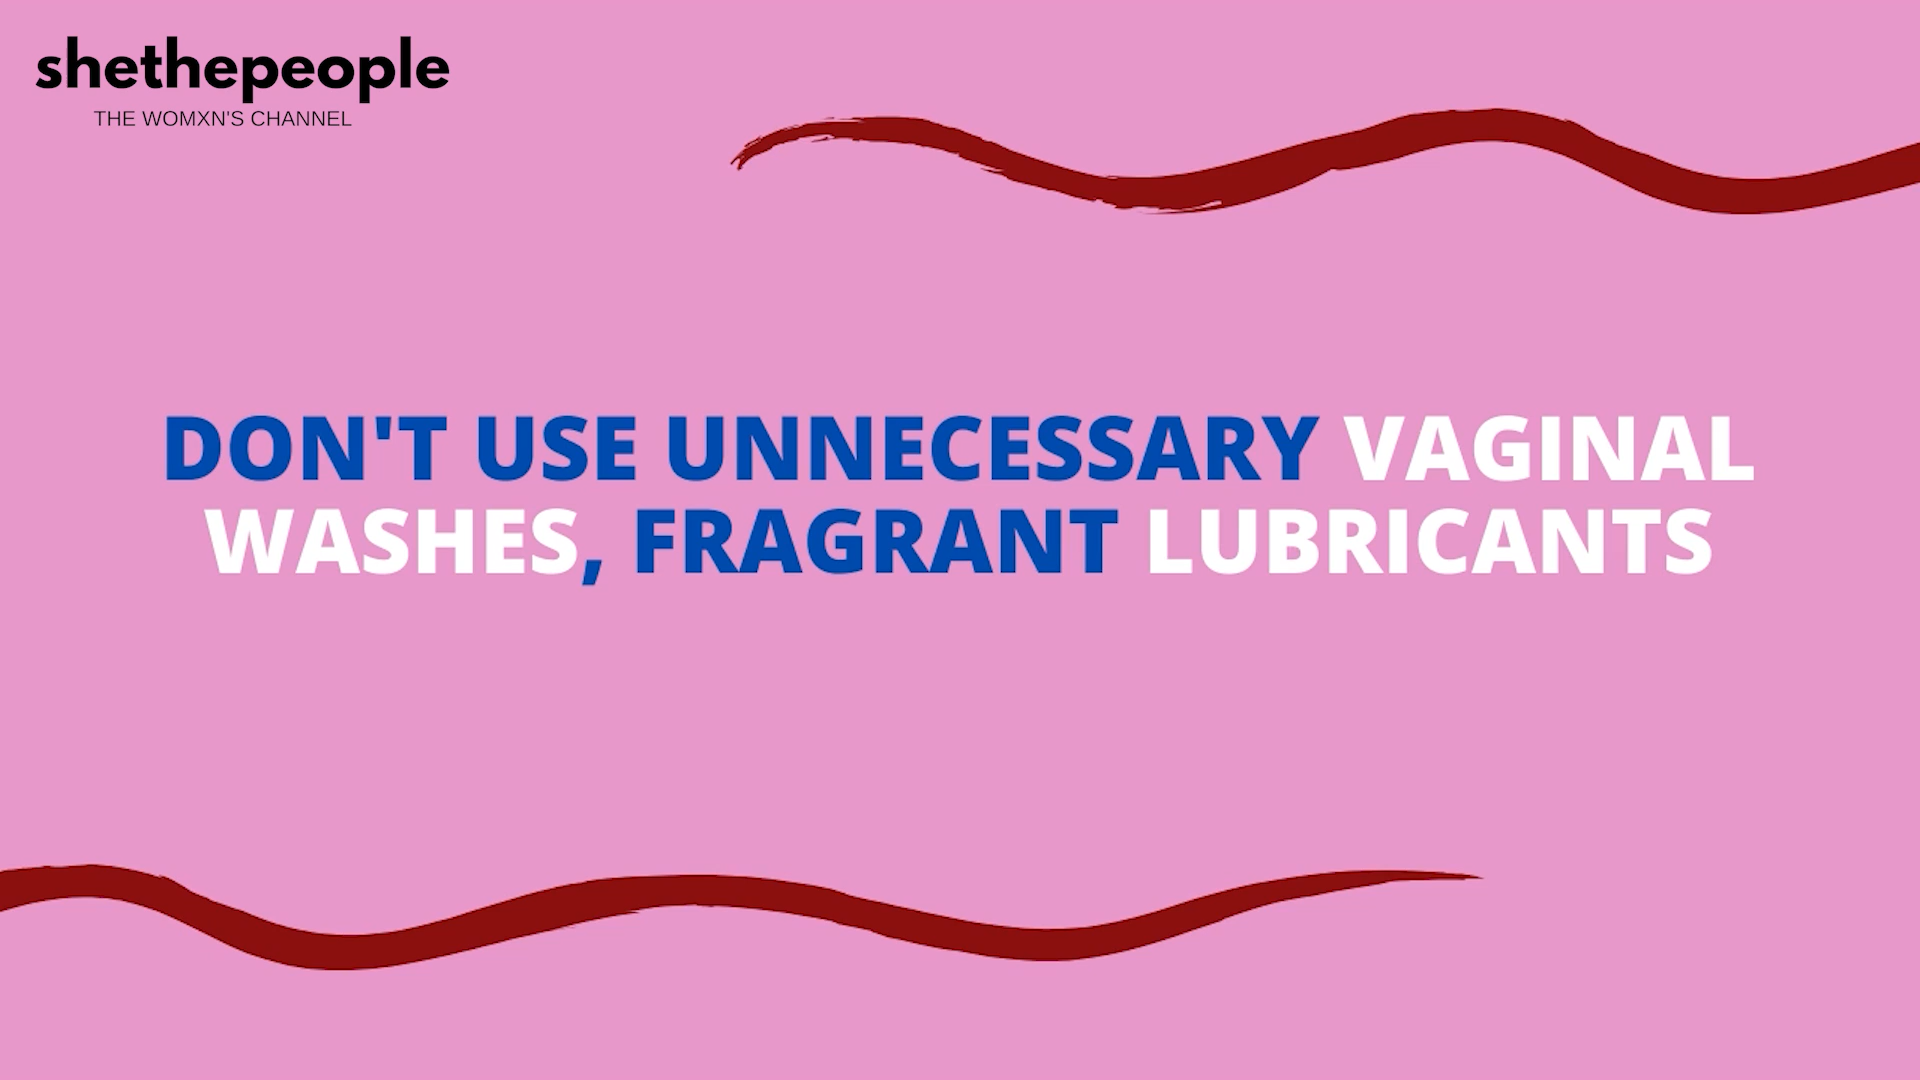 shethepeople
THE WOMXN'S CHANNEL
DON'T USE UNNECESSARY VAGINAL
WASHES, FRAGRANT LUBRICANTS